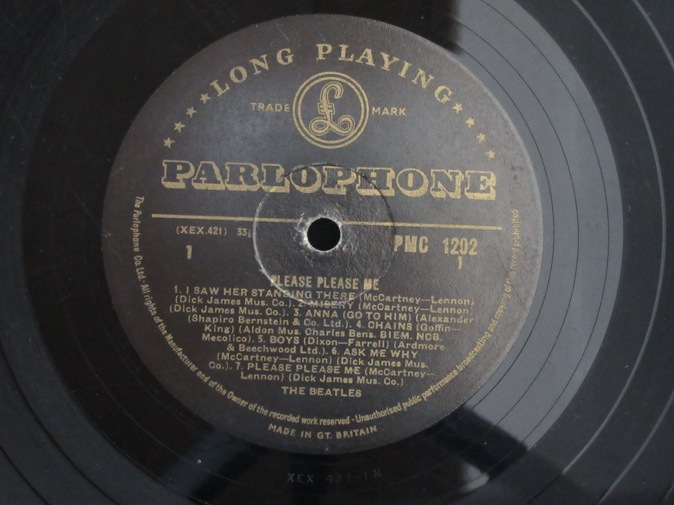 LONG PLAYING
TRADE £ MARK
PARLOPHONE
(XEX.421) 33⅓
1
PMC 1202
1
PLEASE PLEASE ME
1. I SAW HER STANDING THERE (McCartney—Lennon)
(Dick James Mus. Co.) 2. MISERY (McCartney—Lennon)
(Dick James Mus. Co.) 3. ANNA (GO TO HIM) (Alexander
(Shapiro Bernstein & Co. Ltd.) 4. CHAINS (Goffin—
King) (Aldon Mus. Charles Bens. BIEM. NCB.
Mecolico). 5. BOYS (Dixon—Farrell) (Ardmore
& Beechwood Ltd.) 6. ASK ME WHY
(McCartney—Lennon) (Dick James Mus.
Co.). 7. PLEASE PLEASE ME (McCartney—
Lennon) (Dick James Mus. Co.)
THE BEATLES
The Parlophone Co. Ltd. All rights of the Manufacturer and of the Owner of the recorded work reserved - Unauthorised public performance broadcasting and copying of this record prohibited
MADE IN GT. BRITAIN
XEX 421-1N